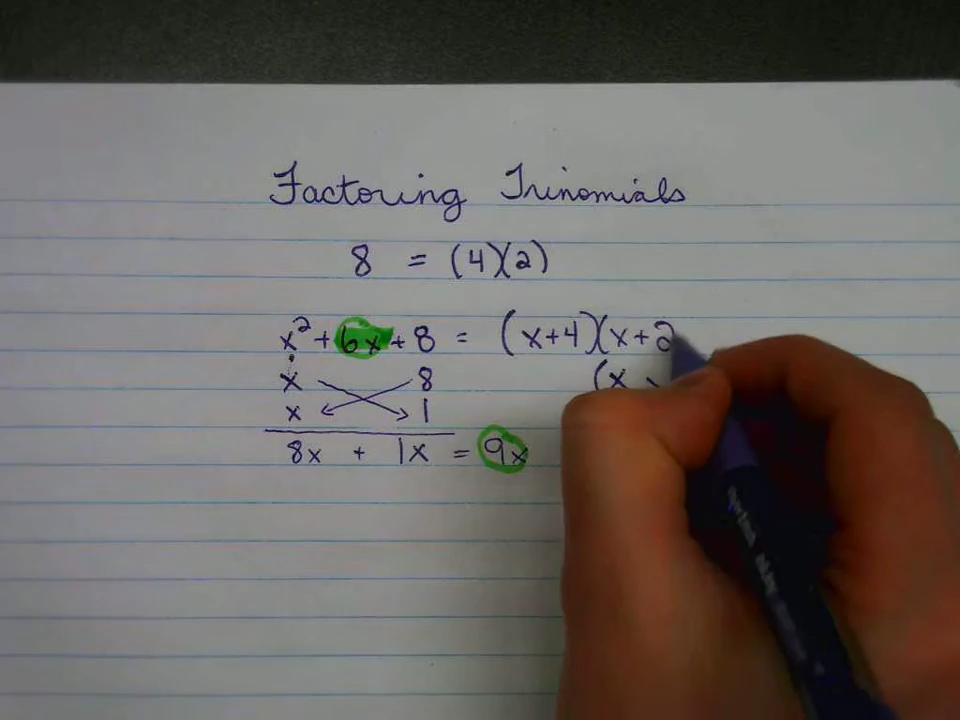 Factoring Trinomials
8 = (4)(2)
x² + 6x + 8 = (x+4)(x+2
x 8 (x
x 1
8x + 1x = 9x